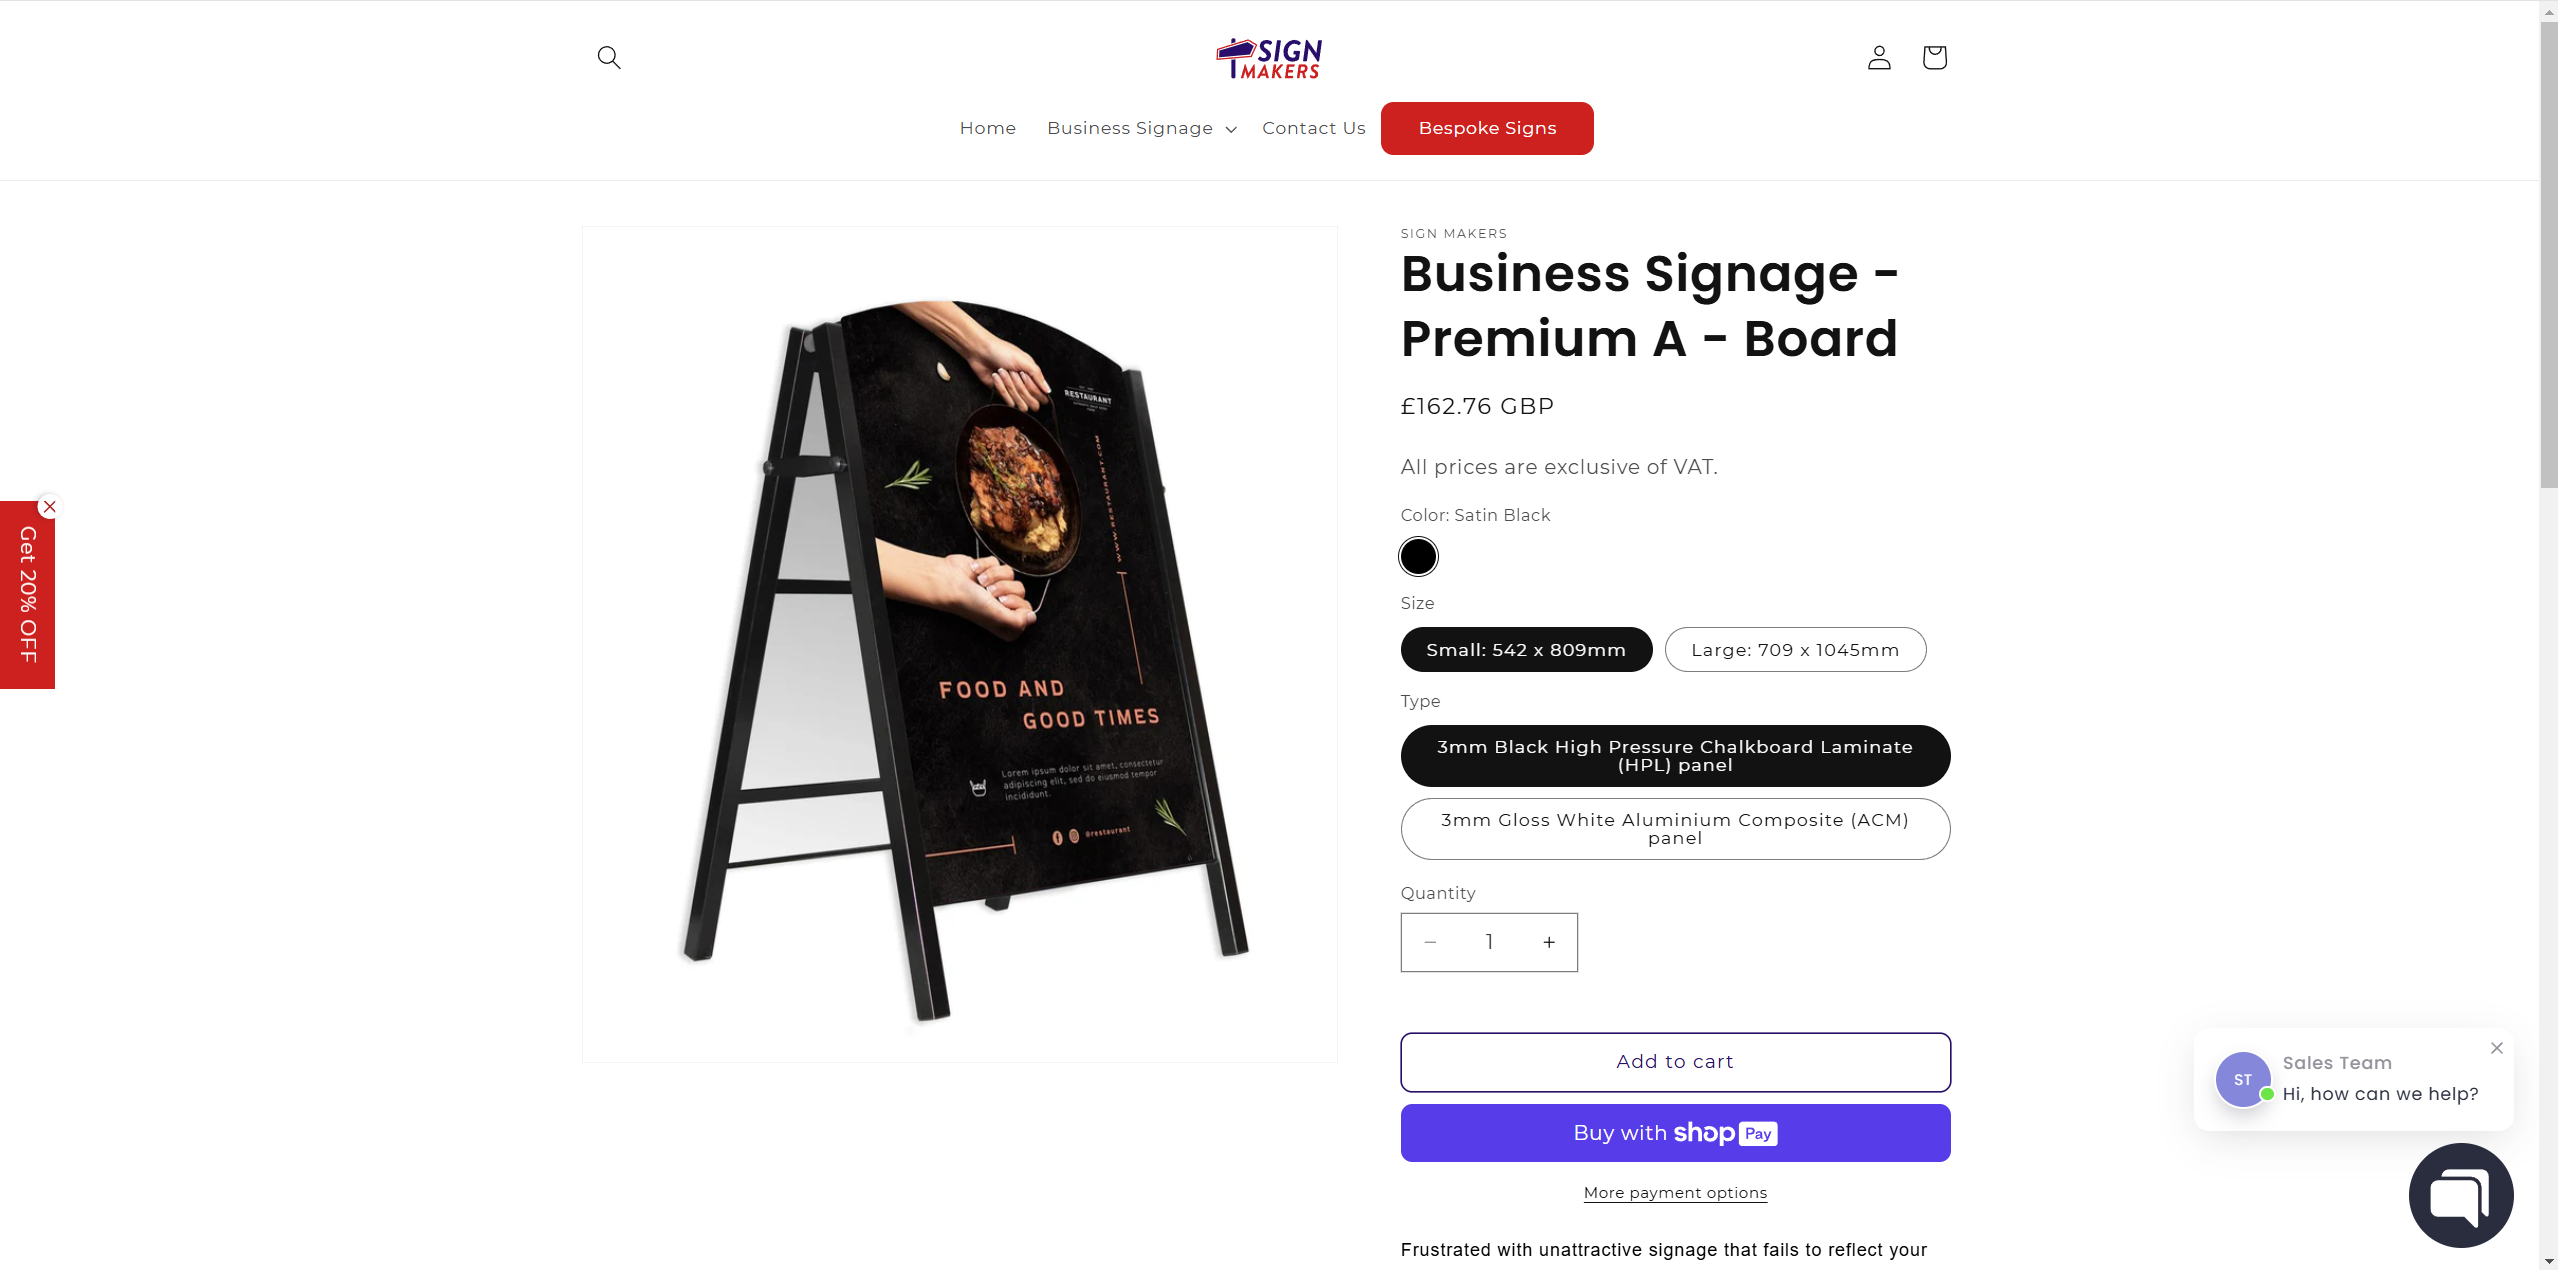 SIGN
MAKERS
Home
Business Signage
Contact Us
Bespoke Signs
Get 20% OFF
RESTAURANT
WWW.RESTAURANT.COM
FOOD AND
GOOD TIMES
Lorem ipsum dolor sit amet, consectetur
adipiscing elit, sed do eiusmod tempor
incididunt.
@restaurant
SIGN MAKERS
Business Signage -
Premium A - Board
£162.76 GBP
All prices are exclusive of VAT.
Color: Satin Black
Size
Small: 542 x 809mm
Large: 709 x 1045mm
Type
3mm Black High Pressure Chalkboard Laminate
(HPL) panel
3mm Gloss White Aluminium Composite (ACM)
panel
Quantity
1
Add to cart
Buy with shop Pay
More payment options
Frustrated with unattractive signage that fails to reflect your
ST
Sales Team
Hi, how can we help?